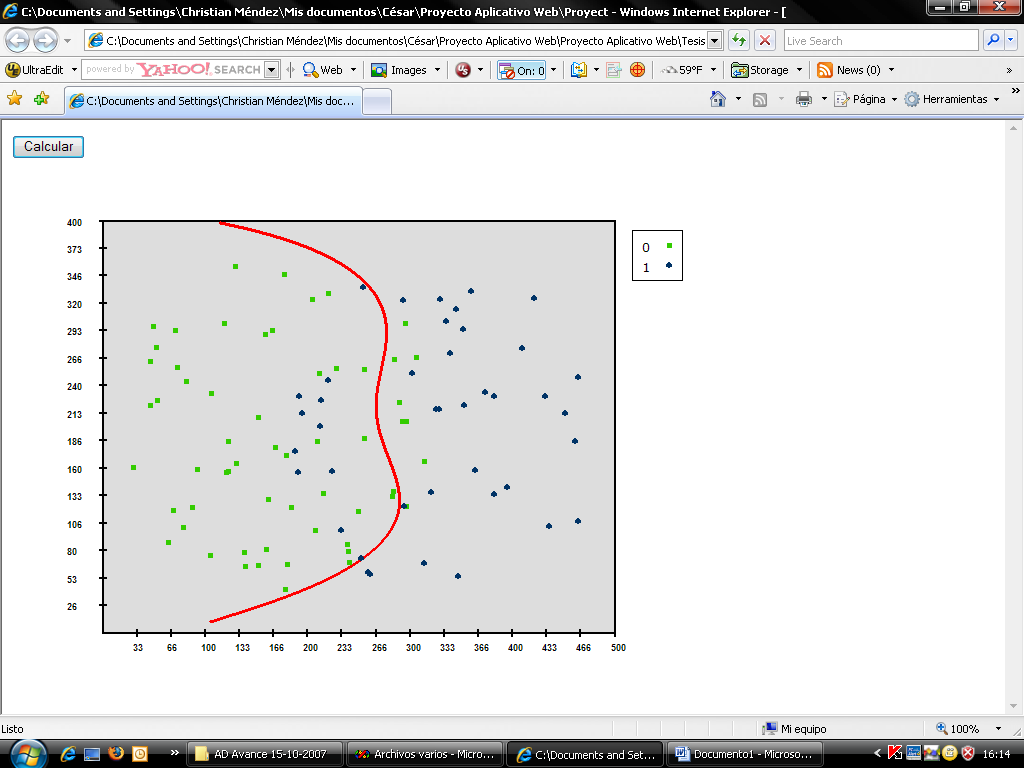 C:\Documents and Settings\Christian Méndez\Mis documentos\César\Proyecto Aplicativo Web\Proyect - Windows Internet Explorer - [
C:\Documents and Settings\Christian Méndez\Mis documentos\César\Proyecto Aplicativo Web\Proyecto Aplicativo Web\Tesis
Live Search
UltraEdit
powered by YAHOO! SEARCH
Web
Images
On: 0
59°F
Storage
News (0)
»
C:\Documents and Settings\Christian Méndez\Mis doc...
Página
Herramientas
»
Calcular
400
373
346
320
293
266
240
213
186
160
133
106
80
53
26
33 66 100 133 166 200 233 266 300 333 366 400 433 466 500
0
1
Listo
Mi equipo
100%
»
AD Avance 15-10-2007
Archivos varios - Micro...
C:\Documents and Set...
Documento1 - Microso...
16:14